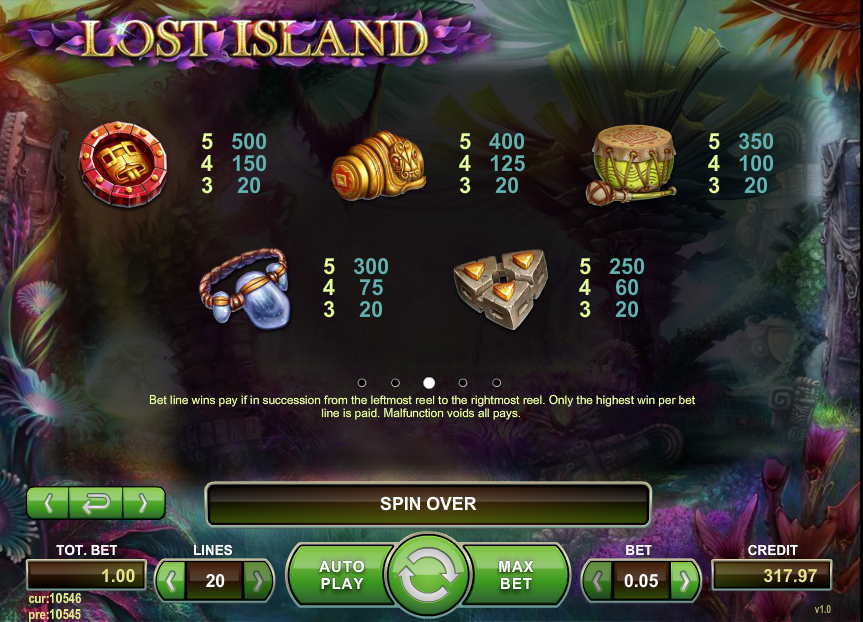 LOST ISLAND
5 500
4 150
3 20
5 400
4 125
3 20
5 350
4 100
3 20
5 300
4 75
3 20
5 250
4 60
3 20
Bet line wins pay if in succession from the leftmost reel to the rightmost reel. Only the highest win per bet
line is paid. Malfunction voids all pays.
SPIN OVER
TOT. BET
1.00
LINES
20
AUTO
PLAY
MAX
BET
BET
0.05
CREDIT
317.97
cur:10546
pre:10545
v1.0